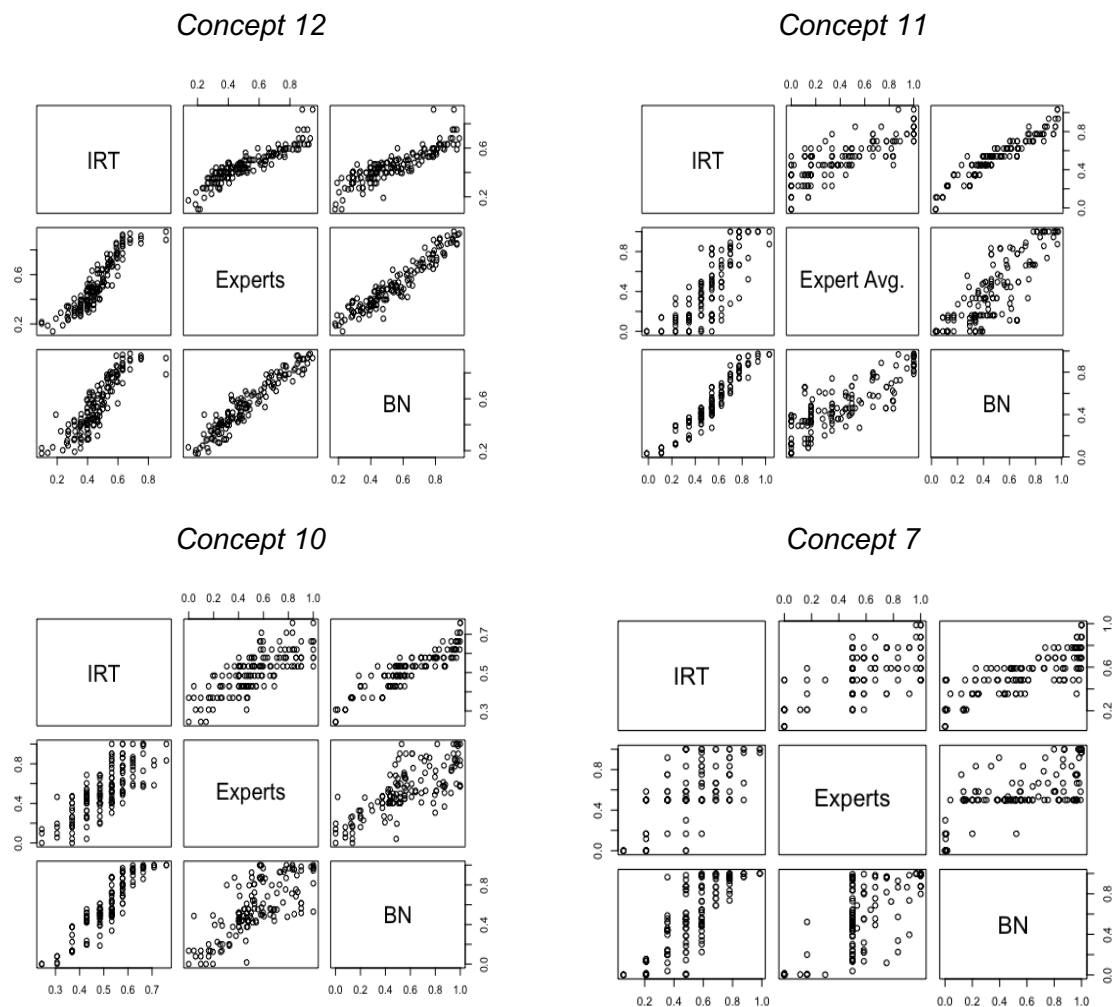 Concept 12
Concept 11
0.2 0.4 0.6 0.8
0.0 0.2 0.4 0.6 0.8 1.0
IRT
0.2 0.6
IRT
0.0 0.4 0.8
Experts
0.2 0.6
Expert Avg.
0.0 0.4 0.8
BN
0.2 0.6
BN
0.0 0.4 0.8
0.2 0.4 0.6 0.8
0.2 0.4 0.6 0.8
0.0 0.2 0.4 0.6 0.8 1.0
0.0 0.2 0.4 0.6 0.8 1.0
Concept 10
Concept 7
0.0 0.2 0.4 0.6 0.8 1.0
0.0 0.2 0.4 0.6 0.8 1.0
IRT
0.3 0.5 0.7
IRT
0.2 0.6 1.0
Experts
0.0 0.4 0.8
Experts
0.0 0.4 0.8
BN
0.0 0.4 0.8
BN
0.0 0.4 0.8
0.3 0.4 0.5 0.6 0.7
0.0 0.2 0.4 0.6 0.8 1.0
0.2 0.4 0.6 0.8 1.0
0.0 0.2 0.4 0.6 0.8 1.0